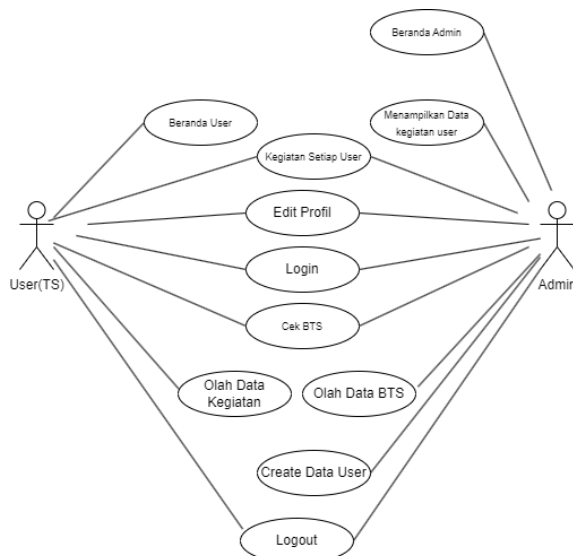 Beranda Admin
Beranda User
Menampilkan Data
kegiatan user
Kegiatan Setiap User
Edit Profil
User(TS)
Login
Admin
Cek BTS
Olah Data
Kegiatan
Olah Data BTS
Create Data User
Logout